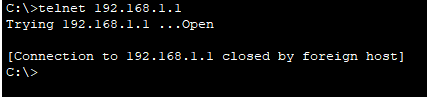 C:\>telnet 192.168.1.1
Trying 192.168.1.1 ...Open
[Connection to 192.168.1.1 closed by foreign host]
C:\>